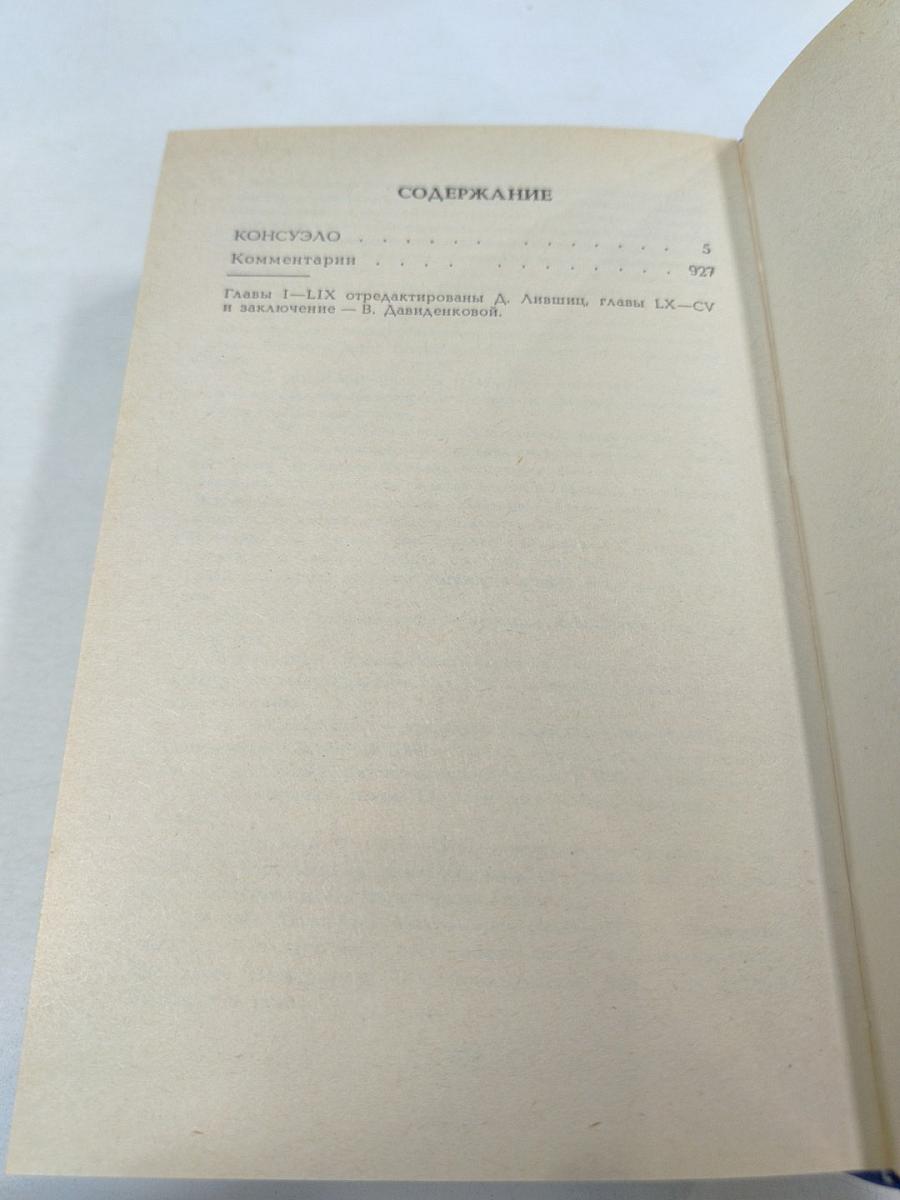 СОДЕРЖАНИЕ
КОНСУЭЛО . . . . . . . . . . . . . 5
Комментарии . . . . . . . . . . . . 927
Главы I—LIX отредактированы Д. Лившиц, главы LX—CV
и заключение — В. Давиденковой.